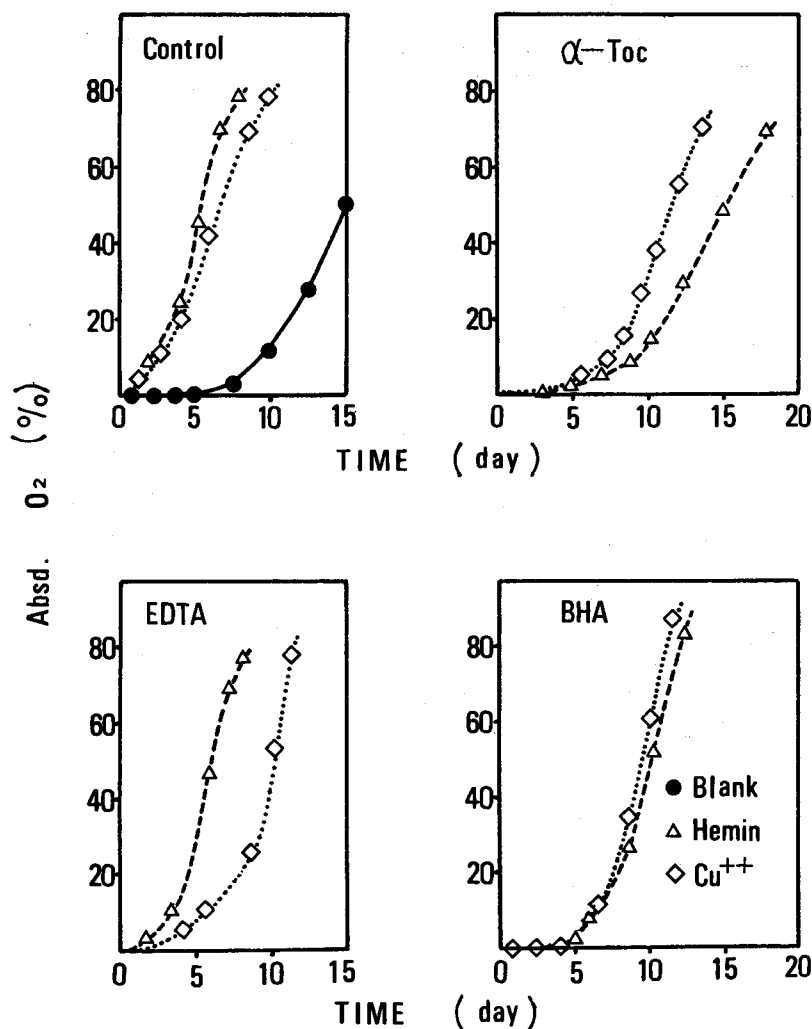 Control
80
60
40
20
0 5 10 15
α-Toc
80
60
40
20
0 5 10 15 20
TIME (day)
Absd. O₂ (%)
EDTA
80
60
40
20
0 5 10 15
BHA
80
60
40
20
0 5 10 15 20
● Blank
△ Hemin
◇ Cu⁺⁺
TIME (day)